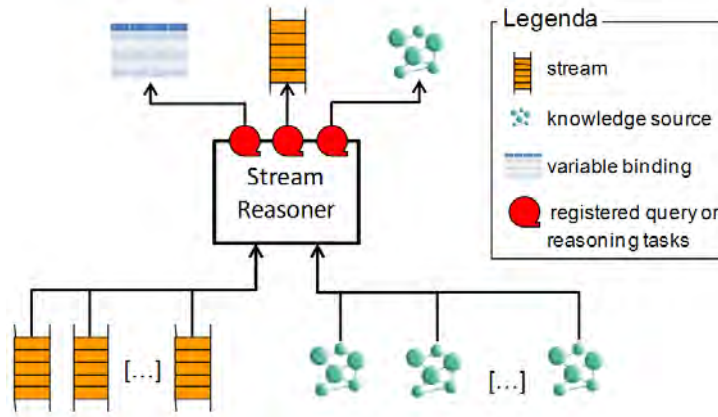 Legenda
stream
knowledge source
variable binding
registered query or
reasoning tasks
Stream
Reasoner
[...]
[...]